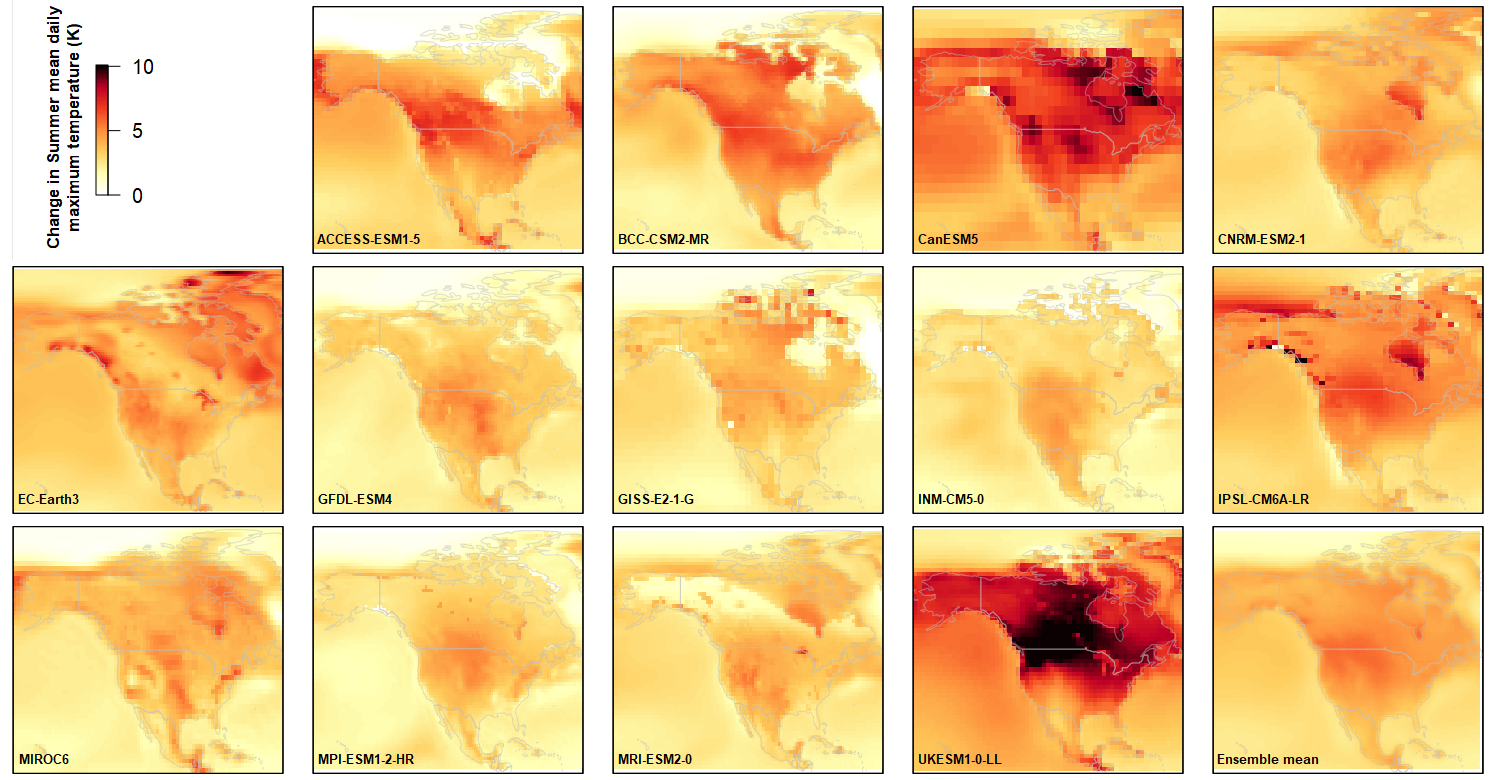 Change in Summer mean daily
maximum temperature (K)
10
5
0
ACCESS-ESM1-5
BCC-CSM2-MR
CanESM5
CNRM-ESM2-1
EC-Earth3
GFDL-ESM4
GISS-E2-1-G
INM-CM5-0
IPSL-CM6A-LR
MIROC6
MPI-ESM1-2-HR
MRI-ESM2-0
UKESM1-0-LL
Ensemble mean